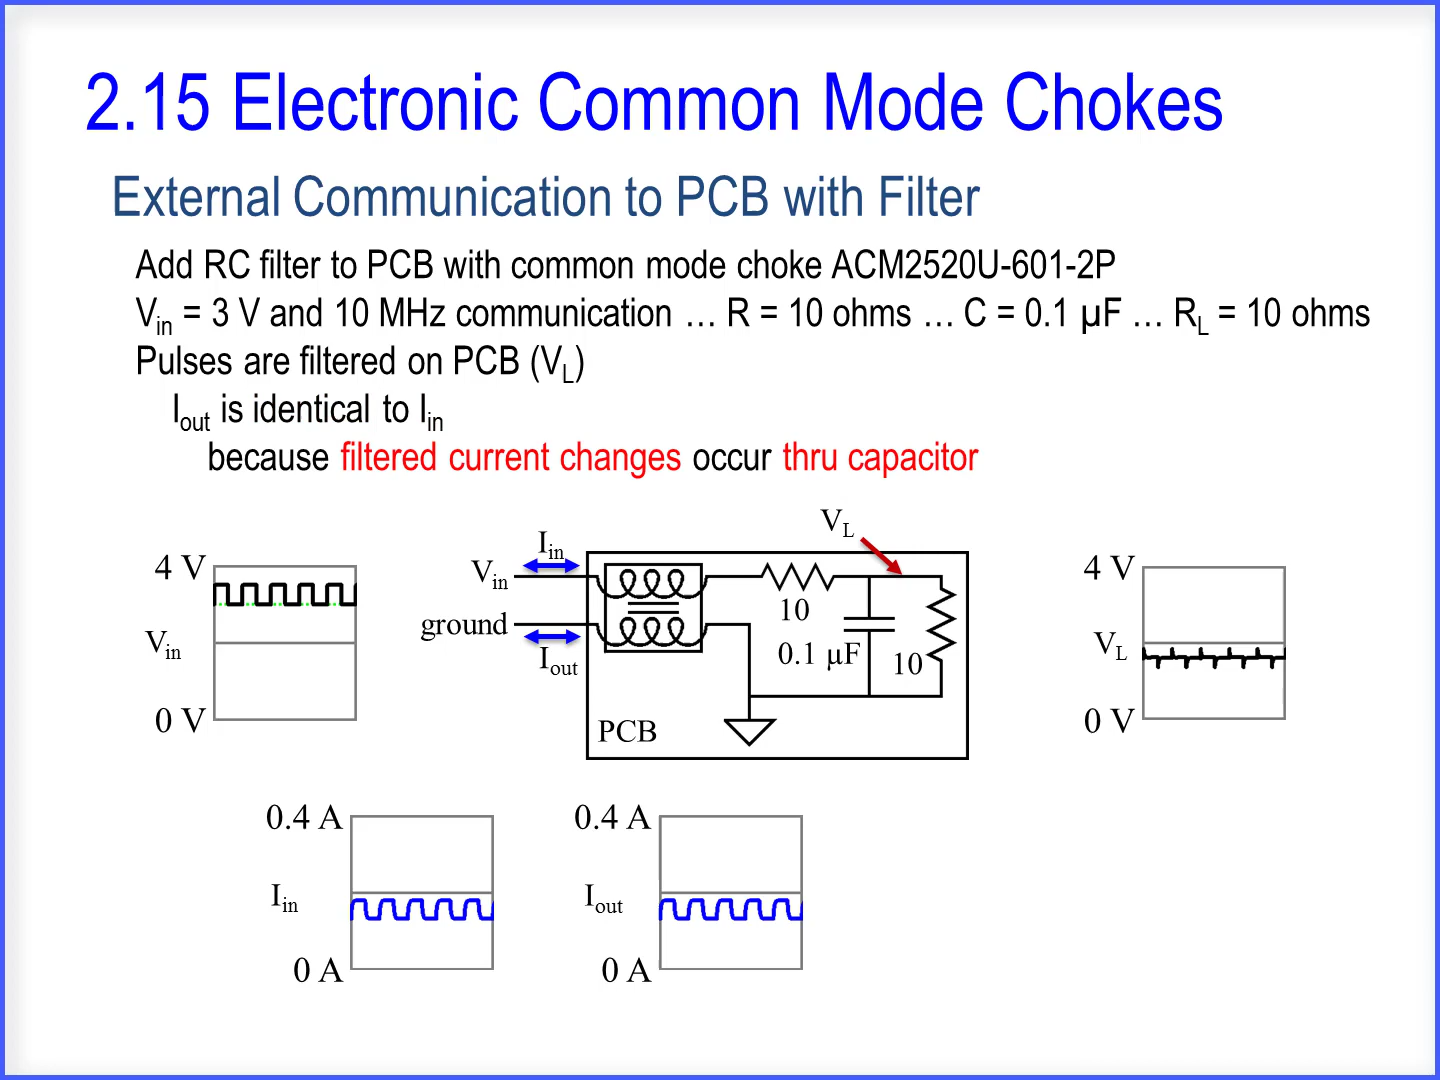 2.15 Electronic Common Mode Chokes
External Communication to PCB with Filter
Add RC filter to PCB with common mode choke ACM2520U-601-2P
Vin = 3 V and 10 MHz communication … R = 10 ohms … C = 0.1 µF … RL = 10 ohms
Pulses are filtered on PCB (VL)
Iout is identical to Iin
because filtered current changes occur thru capacitor
4 V
Vin
0 V
Iin
Vin
ground
Iout
VL
10
0.1 µF
10
PCB
4 V
VL
0 V
0.4 A
Iin
0 A
0.4 A
Iout
0 A